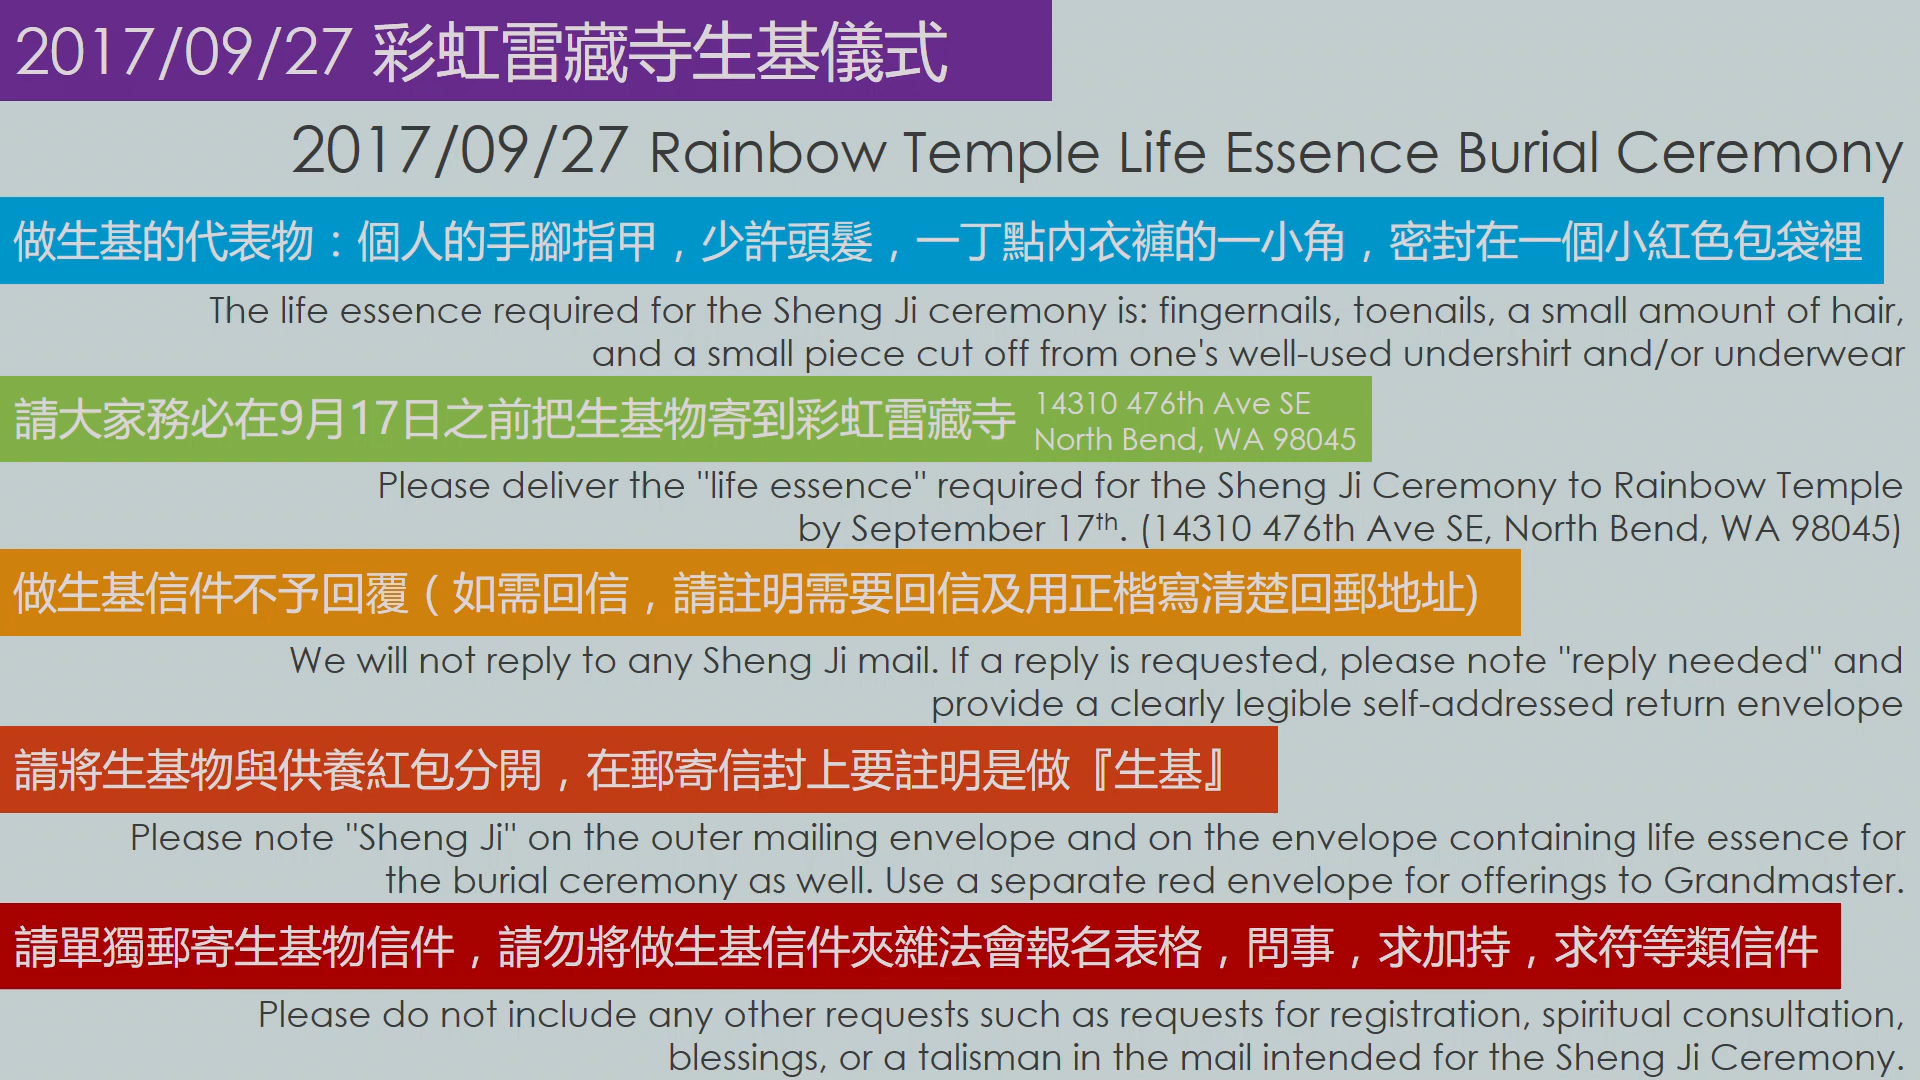 2017/09/27 彩虹雷藏寺生基儀式
2017/09/27 Rainbow Temple Life Essence Burial Ceremony
做生基的代表物：個人的手腳指甲，少許頭髮，一丁點內衣褲的一小角，密封在一個小紅色包袋裡
The life essence required for the Sheng Ji ceremony is: fingernails, toenails, a small amount of hair,
and a small piece cut off from one's well-used undershirt and/or underwear
請大家務必在9月17日之前把生基物寄到彩虹雷藏寺
14310 476th Ave SE
North Bend, WA 98045
Please deliver the "life essence" required for the Sheng Ji Ceremony to Rainbow Temple
by September 17th. (14310 476th Ave SE, North Bend, WA 98045)
做生基信件不予回覆（如需回信，請註明需要回信及用正楷寫清楚回郵地址)
We will not reply to any Sheng Ji mail. If a reply is requested, please note "reply needed" and
provide a clearly legible self-addressed return envelope
請將生基物與供養紅包分開，在郵寄信封上要註明是做『生基』
Please note "Sheng Ji" on the outer mailing envelope and on the envelope containing life essence for
the burial ceremony as well. Use a separate red envelope for offerings to Grandmaster.
請單獨郵寄生基物信件，請勿將做生基信件夾雜法會報名表格，問事，求加持，求符等類信件
Please do not include any other requests such as requests for registration, spiritual consultation,
blessings, or a talisman in the mail intended for the Sheng Ji Ceremony.